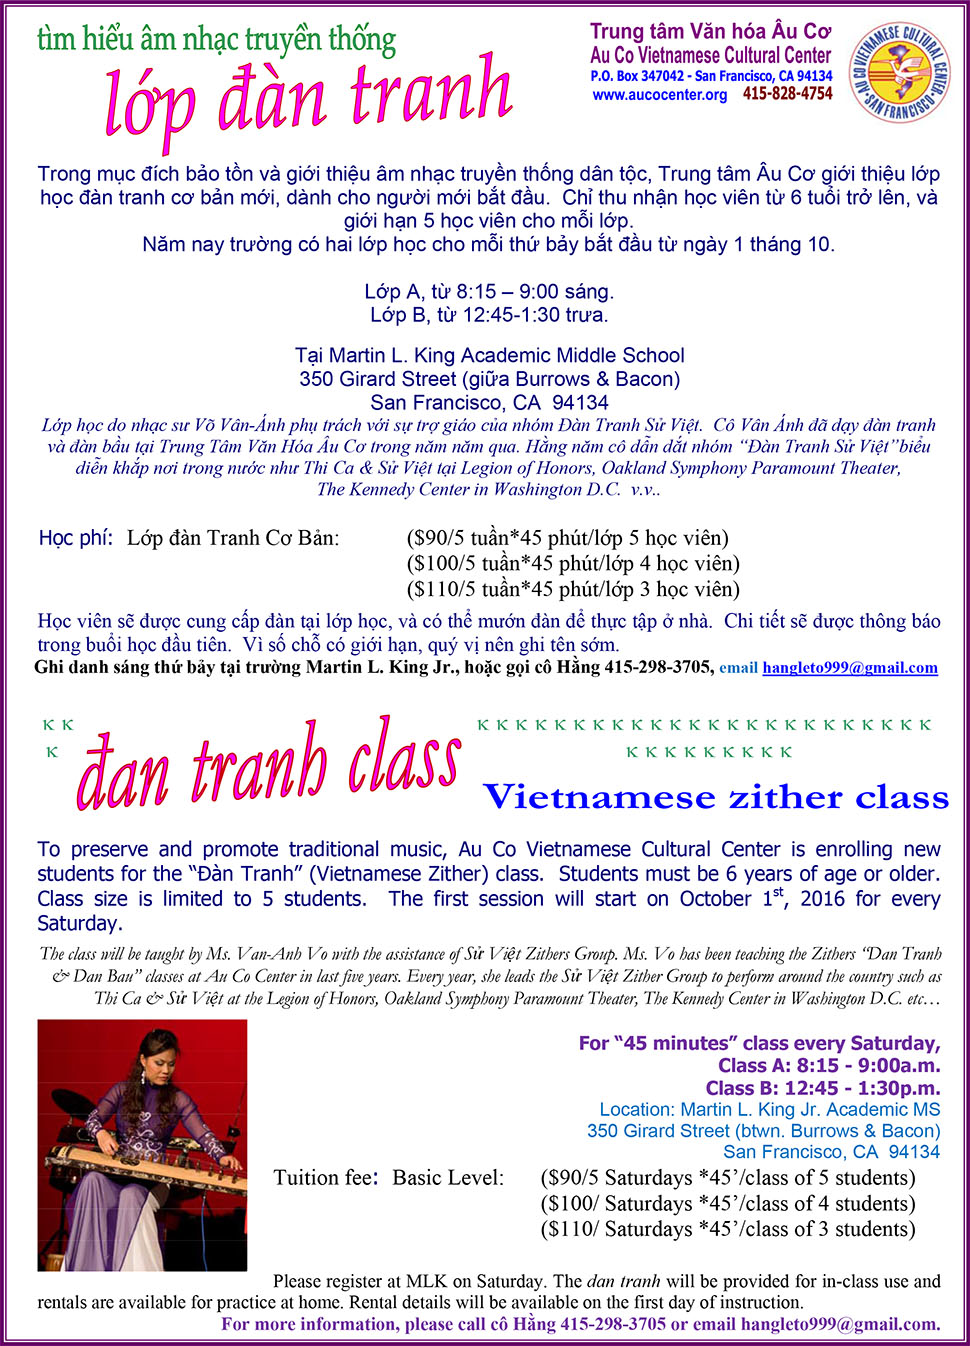 tìm hiểu âm nhạc truyền thống
lớp đàn tranh
Trung tâm Văn hóa Âu Cơ
Au Co Vietnamese Cultural Center
P.O. Box 347042 - San Francisco, CA 94134
www.aucocenter.org 415-828-4754
AU CO VIETNAMESE CULTURAL CENTER
SAN FRANCISCO
Trong mục đích bảo tồn và giới thiệu âm nhạc truyền thống dân tộc, Trung tâm Âu Cơ giới thiệu lớp
học đàn tranh cơ bản mới, dành cho người mới bắt đầu. Chỉ thu nhận học viên từ 6 tuổi trở lên, và
giới hạn 5 học viên cho mỗi lớp.
Năm nay trường có hai lớp học cho mỗi thứ bảy bắt đầu từ ngày 1 tháng 10.
Lớp A, từ 8:15 – 9:00 sáng.
Lớp B, từ 12:45-1:30 trưa.
Tại Martin L. King Academic Middle School
350 Girard Street (giữa Burrows & Bacon)
San Francisco, CA 94134
Lớp học do nhạc sư Võ Vân-Ánh phụ trách với sự trợ giáo của nhóm Đàn Tranh Sử Việt. Cô Vân Ánh đã dạy đàn tranh
và đàn bầu tại Trung Tâm Văn Hóa Âu Cơ trong năm năm qua. Hằng năm cô dẫn dắt nhóm “Đàn Tranh Sử Việt”biểu
diễn khắp nơi trong nước như Thi Ca & Sử Việt tại Legion of Honors, Oakland Symphony Paramount Theater,
The Kennedy Center in Washington D.C. v.v..
Học phí: Lớp đàn Tranh Cơ Bản: ($90/5 tuần*45 phút/lớp 5 học viên)
($100/5 tuần*45 phút/lớp 4 học viên)
($110/5 tuần*45 phút/lớp 3 học viên)
Học viên sẽ được cung cấp đàn tại lớp học, và có thể mướn đàn để thực tập ở nhà. Chi tiết sẽ được thông báo
trong buổi học đầu tiên. Vì số chỗ có giới hạn, quý vị nên ghi tên sớm.
Ghi danh sáng thứ bảy tại trường Martin L. King Jr., hoặc gọi cô Hằng 415-298-3705, email hangleto999@gmail.com
κ κ
κ
đan tranh class
κ κ κ κ κ κ κ κ κ κ κ κ κ κ κ κ κ κ κ κ κ κ κ κ
κ κ κ κ κ κ κ κ κ
Vietnamese zither class
To preserve and promote traditional music, Au Co Vietnamese Cultural Center is enrolling new
students for the “Đàn Tranh” (Vietnamese Zither) class. Students must be 6 years of age or older.
Class size is limited to 5 students. The first session will start on October 1st, 2016 for every
Saturday.
The class will be taught by Ms. Van-Anh Vo with the assistance of Sử Việt Zithers Group. Ms. Vo has been teaching the Zithers “Dan Tranh
& Dan Bau” classes at Au Co Center in last five years. Every year, she leads the Sử Việt Zither Group to perform around the country such as
Thi Ca & Sử Việt at the Legion of Honors, Oakland Symphony Paramount Theater, The Kennedy Center in Washington D.C. etc…
For “45 minutes” class every Saturday,
Class A: 8:15 - 9:00a.m.
Class B: 12:45 - 1:30p.m.
Location: Martin L. King Jr. Academic MS
350 Girard Street (btwn. Burrows & Bacon)
San Francisco, CA 94134
Tuition fee: Basic Level: ($90/5 Saturdays *45’/class of 5 students)
($100/ Saturdays *45’/class of 4 students)
($110/ Saturdays *45’/class of 3 students)
Please register at MLK on Saturday. The dan tranh will be provided for in-class use and
rentals are available for practice at home. Rental details will be available on the first day of instruction.
For more information, please call cô Hằng 415-298-3705 or email hangleto999@gmail.com.